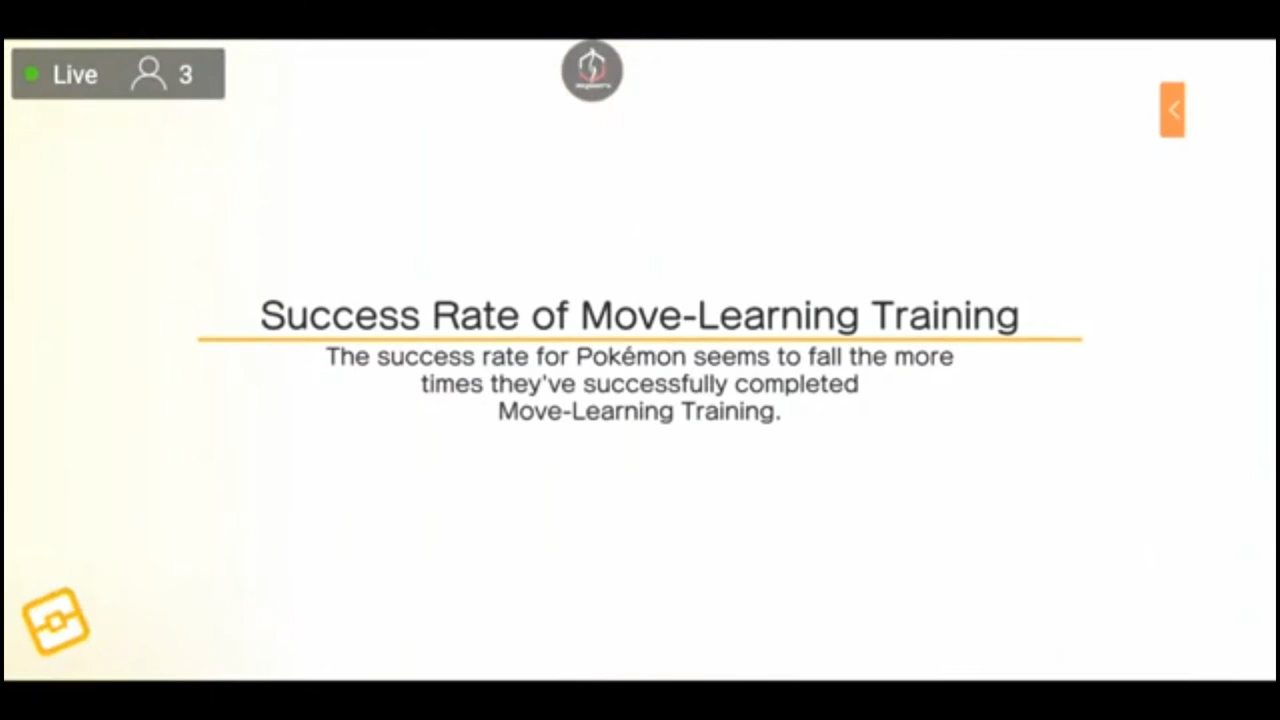 Live 3
Success Rate of Move-Learning Training
The success rate for Pokémon seems to fall the more
times they've successfully completed
Move-Learning Training.